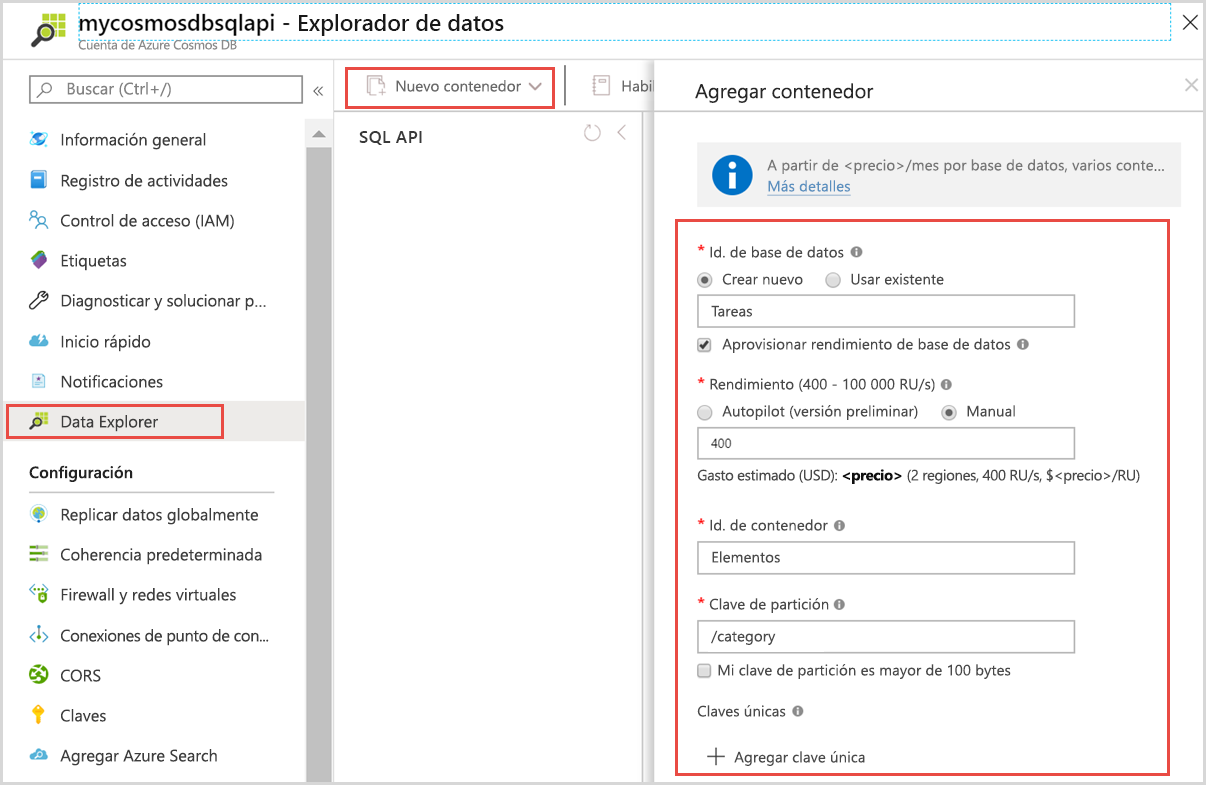 mycosmosdbsqlapi - Explorador de datos
Cuenta de Azure Cosmos DB
Buscar (Ctrl+/)
«
Información general
Registro de actividades
Control de acceso (IAM)
Etiquetas
Diagnosticar y solucionar p...
Inicio rápido
Notificaciones
Data Explorer
Configuración
Replicar datos globalmente
Coherencia predeterminada
Firewall y redes virtuales
Conexiones de punto de con...
CORS
Claves
Agregar Azure Search
Nuevo contenedor
Habil
SQL API
Agregar contenedor
A partir de <precio>/mes por base de datos, varios conte...
Más detalles
* Id. de base de datos
Crear nuevo Usar existente
Tareas
Aprovisionar rendimiento de base de datos
* Rendimiento (400 - 100 000 RU/s)
Autopilot (versión preliminar) Manual
400
Gasto estimado (USD): <precio> (2 regiones, 400 RU/s, $<precio>/RU)
* Id. de contenedor
Elementos
* Clave de partición
/category
Mi clave de partición es mayor de 100 bytes
Claves únicas
Agregar clave única